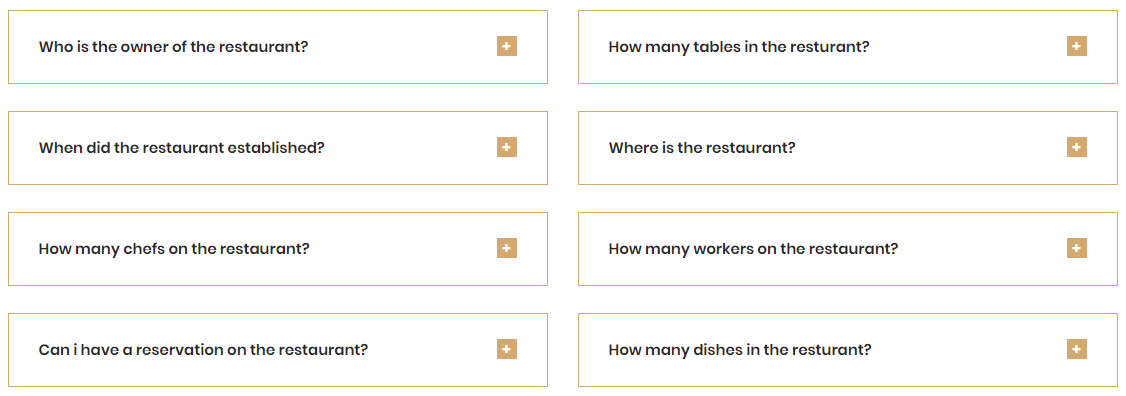 Who is the owner of the restaurant?
How many tables in the resturant?
When did the restaurant established?
Where is the restaurant?
How many chefs on the restaurant?
How many workers on the restaurant?
Can i have a reservation on the restaurant?
How many dishes in the resturant?